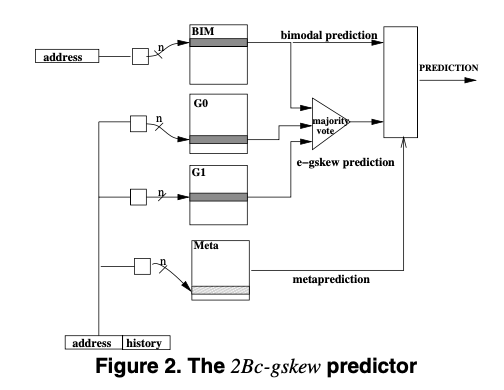 BIM
bimodal prediction
address
n
PREDICTION
G0
n
majority
vote
e-gskew prediction
G1
n
Meta
n
metaprediction
address history
Figure 2. The 2Bc-gskew predictor